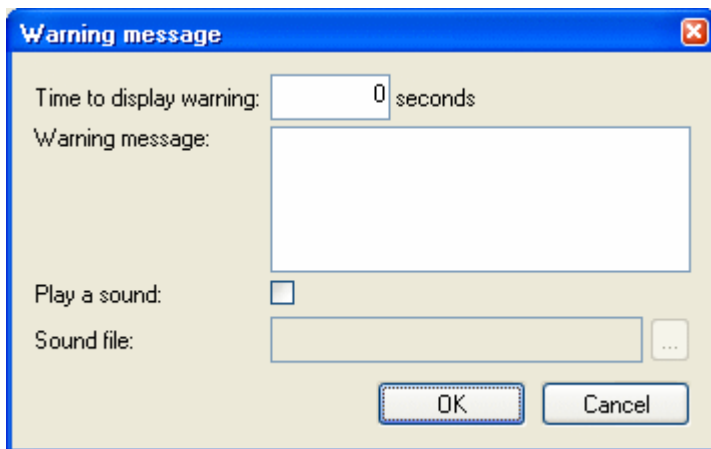 Warning message
Time to display warning: 0 seconds
Warning message:
Play a sound:
Sound file:
...
OK Cancel